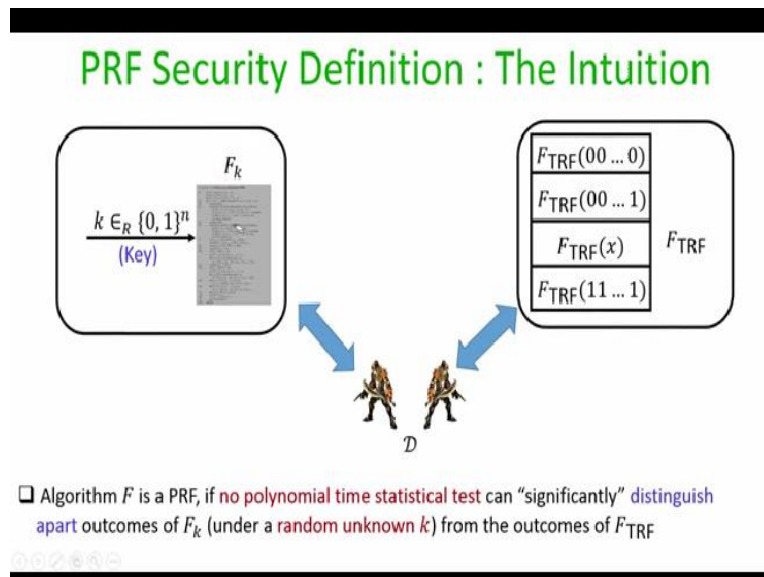 PRF Security Definition : The Intuition
F_k
k ∈_R {0, 1}^n
(Key)
F_TRF(00 ... 0)
F_TRF(00 ... 1)
F_TRF(x)
F_TRF(11 ... 1)
F_TRF
𝒟
❑ Algorithm F is a PRF, if no polynomial time statistical test can “significantly” distinguish
apart outcomes of F_k (under a random unknown k) from the outcomes of F_TRF